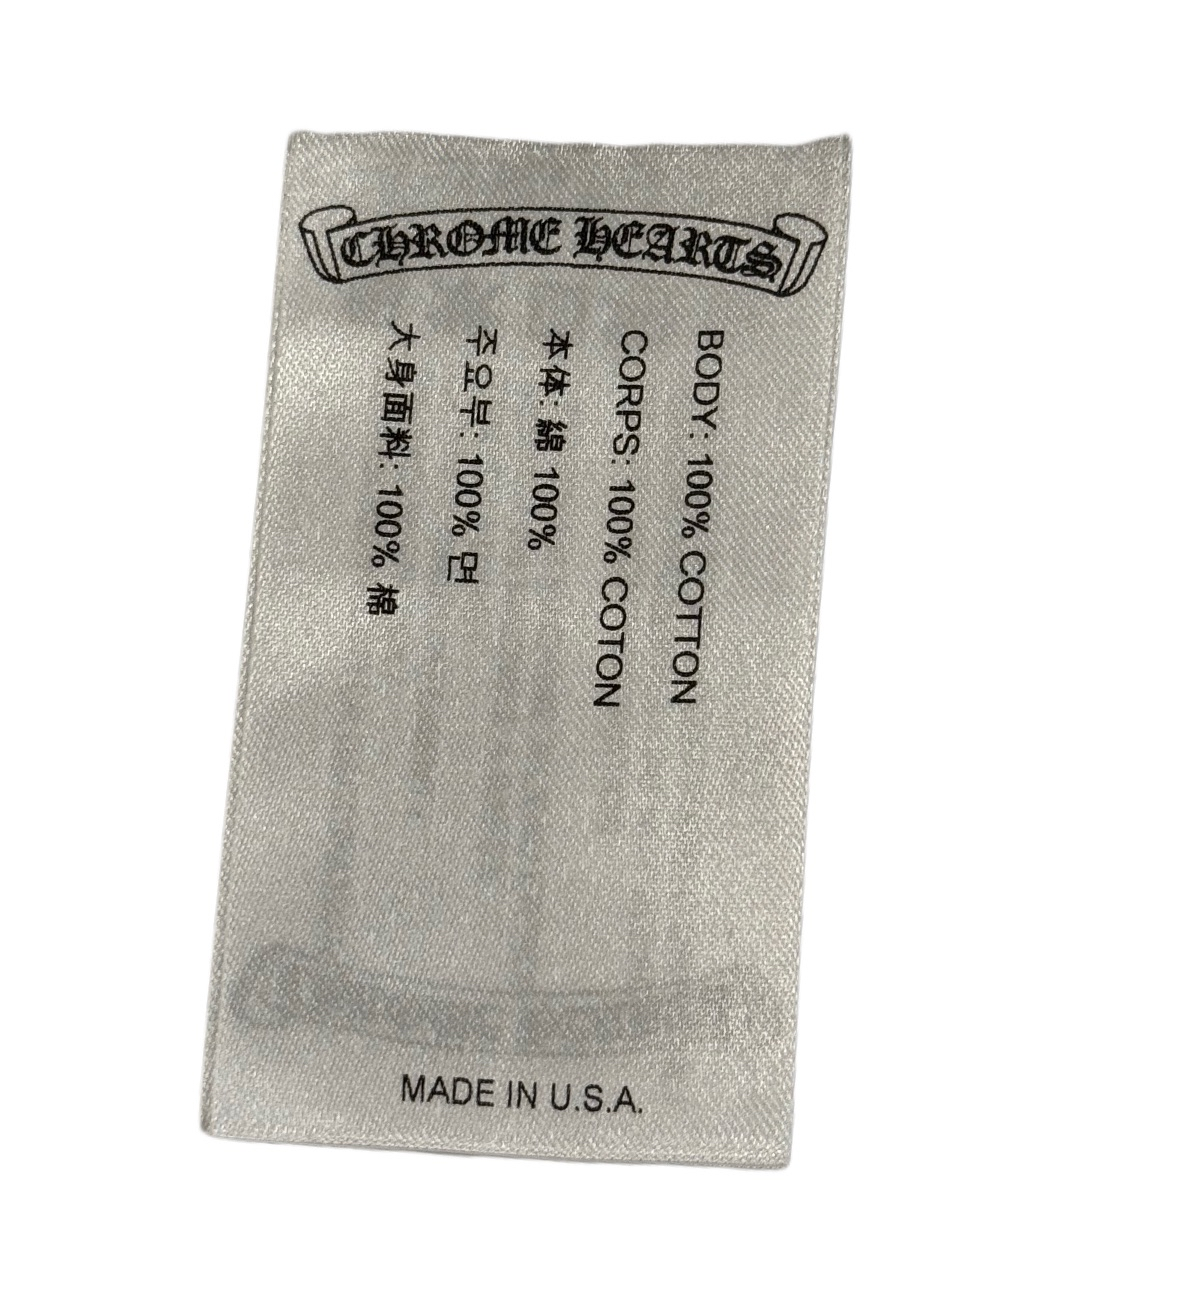 CHROME HEARTS
BODY: 100% COTTON
CORPS: 100% COTON
本体: 綿 100%
주요부: 100% 면
大身面料: 100% 棉
MADE IN U.S.A.